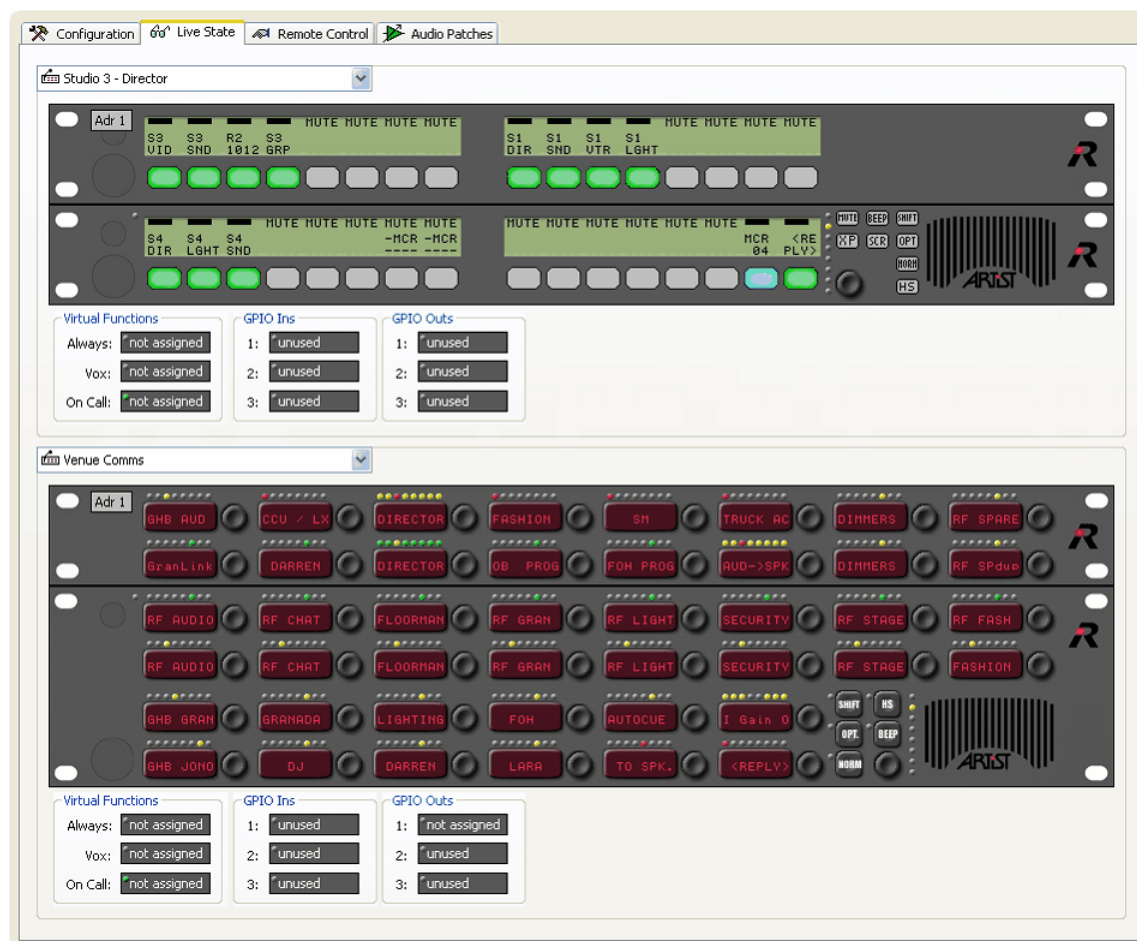 Configuration Live State Remote Control Audio Patches
Studio 3 - Director
Adr 1
MUTE MUTE MUTE MUTE MUTE MUTE MUTE MUTE
S3 S3 R2 S3 S1 S1 S1 S1
VID SND 1012 GRP DIR SND VTR LGHT
R
MUTE MUTE MUTE MUTE MUTE MUTE MUTE MUTE MUTE MUTE MUTE MUTE BEEP SHIFT
S4 S4 S4 -MCR -MCR MCR <RE XP SCR OPT
DIR LGHT SND ---- ---- 04 PLY>
NORM
HS
ARTIST
R
Virtual Functions GPIO Ins GPIO Outs
Always: not assigned 1: unused 1: unused
Vox: not assigned 2: unused 2: unused
On Call: not assigned 3: unused 3: unused
Venue Comms
Adr 1
GHB AUD CCU / LX DIRECTOR FASHION SM TRUCK AC DIMMERS RF SPARE
R
GranLink DARREN DIRECTOR OB PROG FOH PROG AUD->SPK DIMMERS RF SPdup
RF AUDIO RF CHAT FLOORMAN RF GRAN RF LIGHT SECURITY RF STAGE RF FASH
R
RF AUDIO RF CHAT FLOORMAN RF GRAN RF LIGHT SECURITY RF STAGE FASHION
SHIFT HS
GHB GRAN GRANADA LIGHTING FOH AUTOCUE I Gain 0
OPT. BEEP
GHB JONO DJ DARREN LARA TO SPK. <REPLY> NORM
ARTIST
Virtual Functions GPIO Ins GPIO Outs
Always: not assigned 1: unused 1: not assigned
Vox: not assigned 2: unused 2: unused
On Call: not assigned 3: unused 3: unused